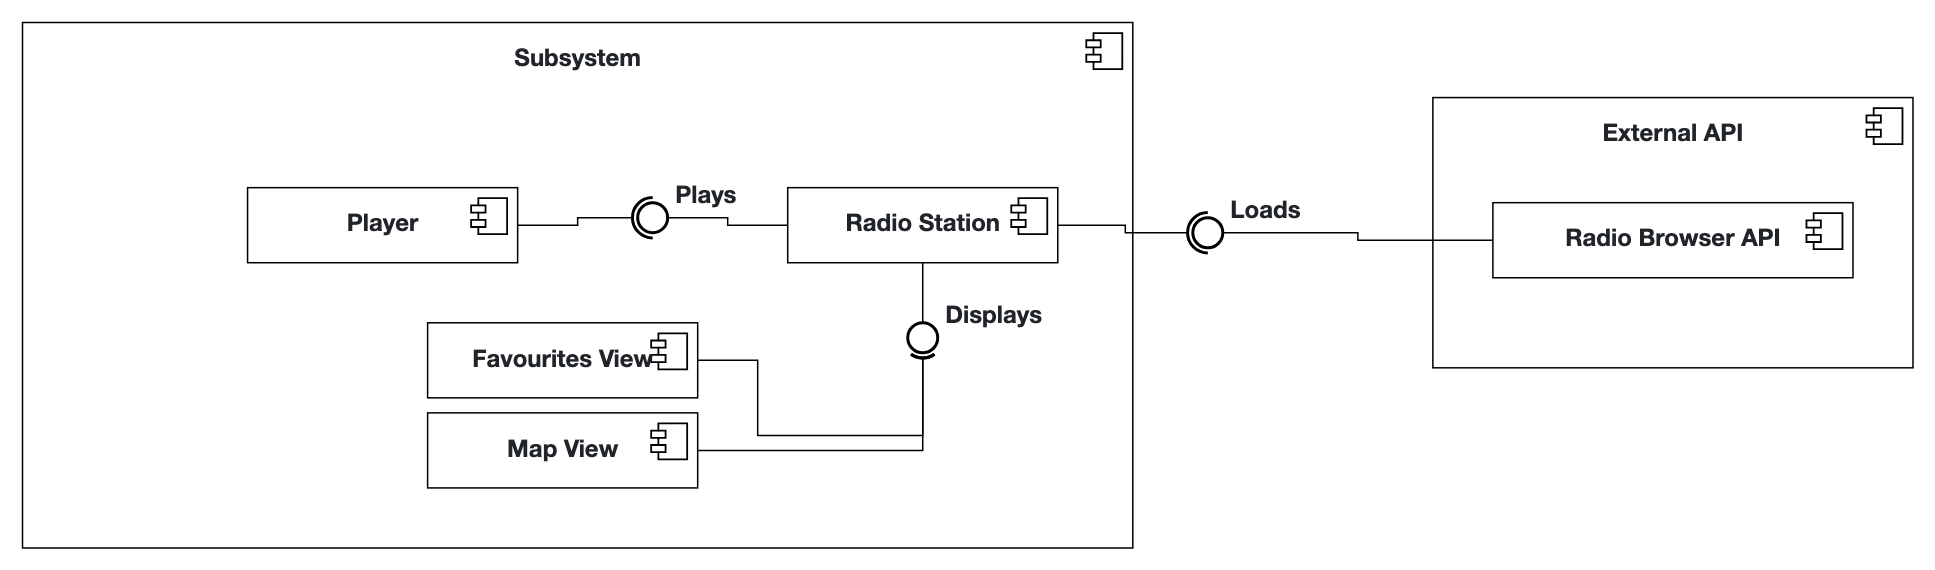 Subsystem
External API
Plays
Player
Radio Station
Loads
Radio Browser API
Displays
Favourites View
Map View